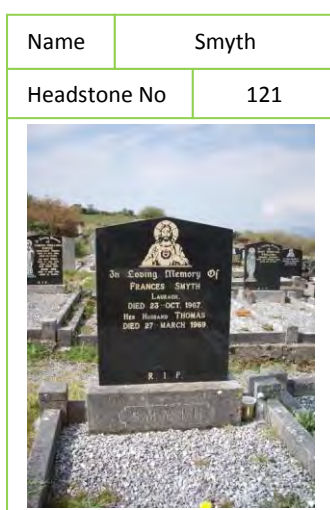 Name Smyth
Headstone No 121
In Loving Memory Of
FRANCES SMYTH
DIED 23 OCT. 1967
HER HUSBAND THOMAS
DIED 27 MARCH 1969
R. I. P.
SMYTH